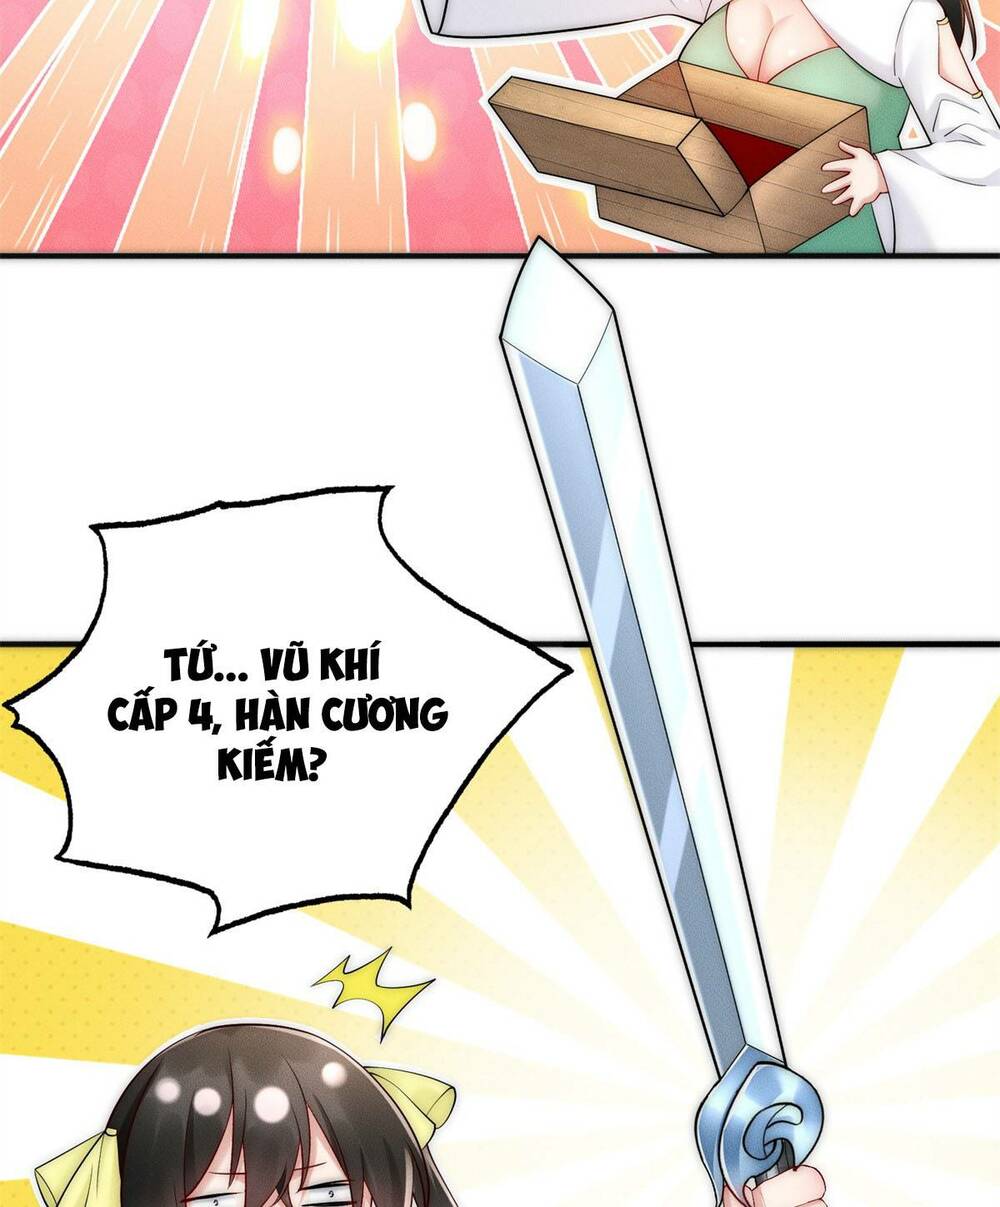 TỨ... VŨ KHÍ
CẤP 4, HÀN CƯƠNG
KIẾM?